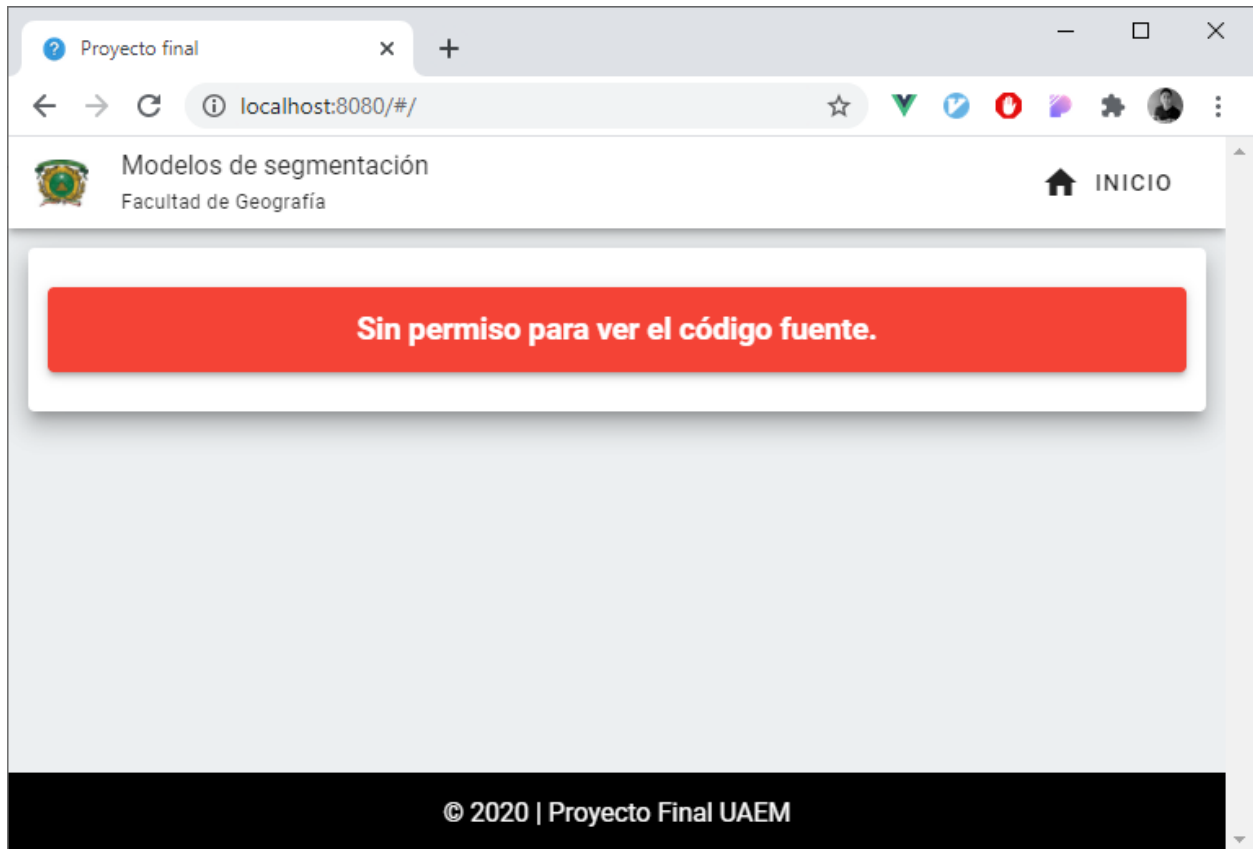 Proyecto final
localhost:8080/#/
Modelos de segmentación
Facultad de Geografía
INICIO
Sin permiso para ver el código fuente.
© 2020 | Proyecto Final UAEM